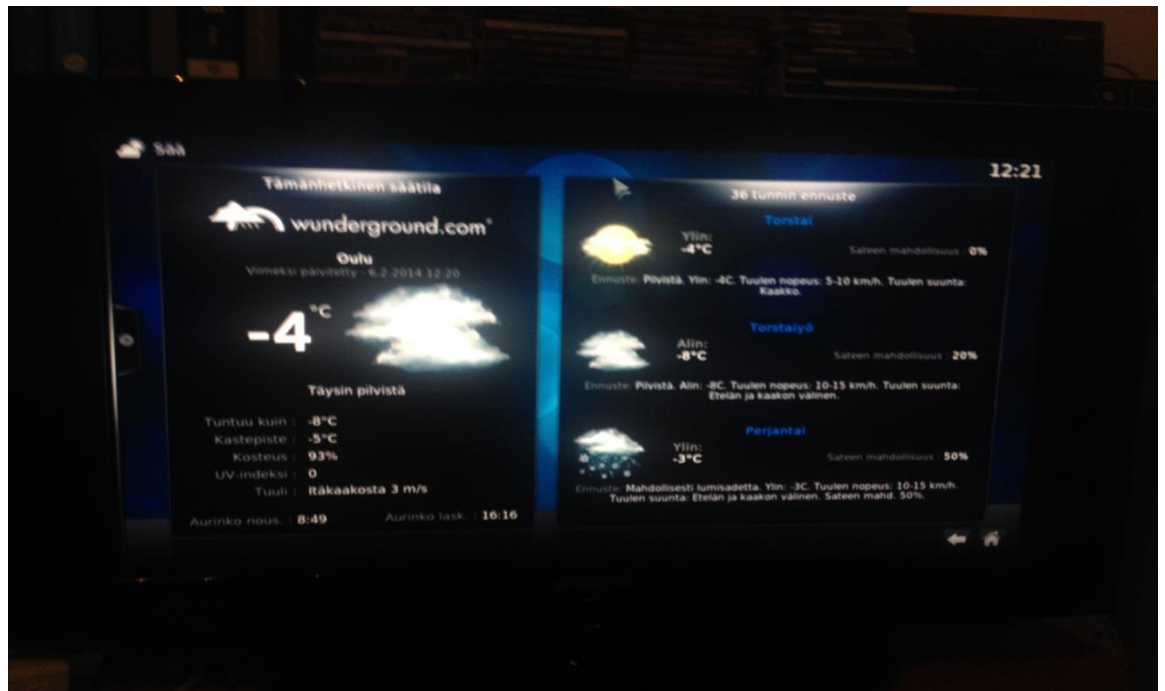 Sää
12:21
Tämänhetkinen säätila
wunderground.com®
Oulu
Viimeksi päivitetty : 6.2.2014 12:20
-4 °C
Täysin pilvistä
Tuntuu kuin : -8°C
Kastepiste : -5°C
Kosteus : 93%
UV-indeksi : 0
Tuuli : Itäkaakosta 3 m/s
Aurinko nous. : 8:49 Aurinko lask. : 16:16
36 tunnin ennuste
Torstai
Ylin:
-4°C
Sateen mahdollisuus : 0%
Ennuste: Pilvistä. Ylin: -4C. Tuulen nopeus: 5-10 km/h. Tuulen suunta:
Kaakko.
Torstaiyö
Alin:
-8°C
Sateen mahdollisuus : 20%
Ennuste: Pilvistä. Alin: -8C. Tuulen nopeus: 10-15 km/h. Tuulen suunta:
Etelän ja kaakon välinen.
Perjantai
Ylin:
-3°C
Sateen mahdollisuus : 50%
Ennuste: Mahdollisesti lumisadetta. Ylin: -3C. Tuulen nopeus: 10-15 km/h.
Tuulen suunta: Etelän ja kaakon välinen. Sateen mahd. 50%.